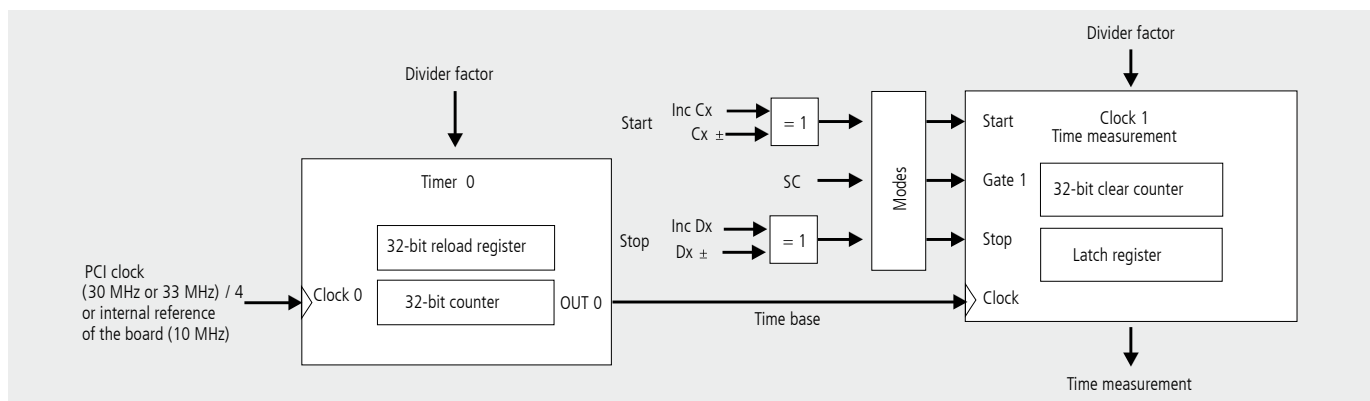 Divider factor
Timer 0
32-bit reload register
32-bit counter
PCI clock
(30 MHz or 33 MHz) / 4
or internal reference
of the board (10 MHz)
Clock 0
OUT 0
Time base
Start
Inc Cx
Cx ±
= 1
SC
Stop
Inc Dx
Dx ±
= 1
Modes
Divider factor
Start
Clock 1
Time measurement
Gate 1
32-bit clear counter
Stop
Latch register
Clock
Time measurement